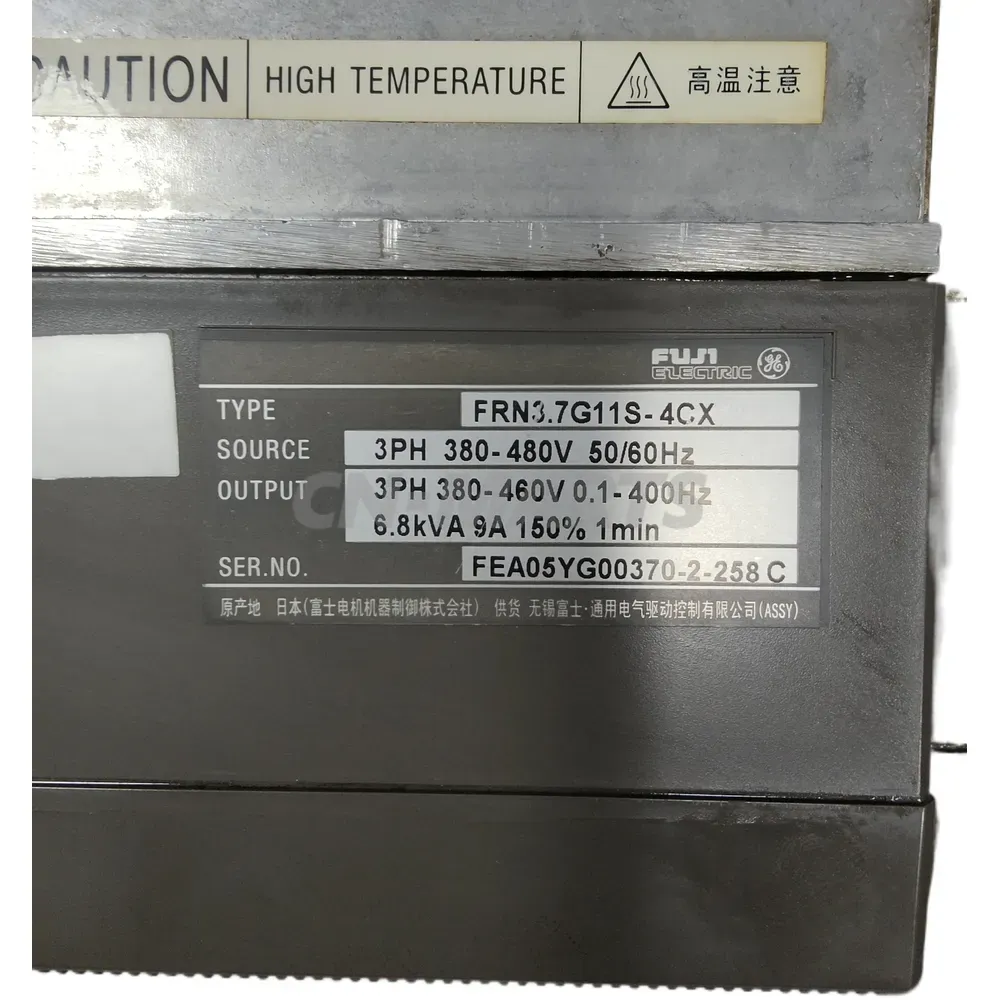 CAUTION HIGH TEMPERATURE 高温注意
FUJI
ELECTRIC GE
TYPE FRN3.7G11S-4CX
SOURCE 3PH 380-480V 50/60Hz
OUTPUT 3PH 380-460V 0.1-400Hz
6.8kVA 9A 150% 1min
SER.NO. FEA05YG00370-2-258 C
原产地 日本(富士电机机器制御株式会社) 供货 无锡富士·通用电气驱动控制有限公司(ASSY)